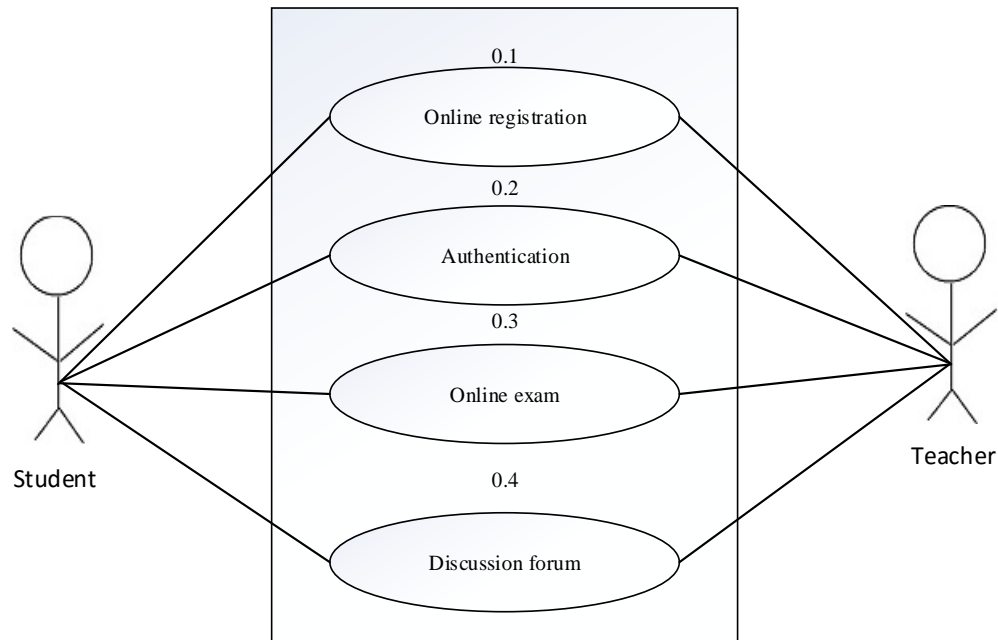 0.1
Online registration
0.2
Authentication
0.3
Online exam
0.4
Discussion forum
Student
Teacher